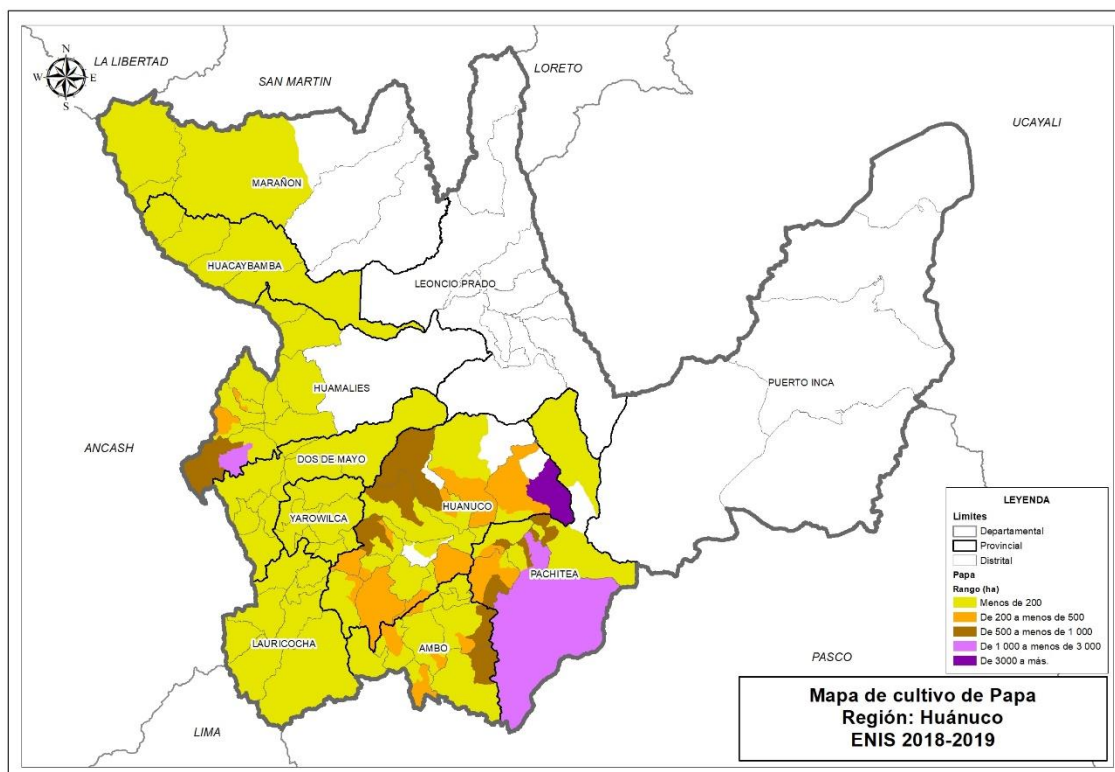 N
W E
S
LA LIBERTAD
SAN MARTIN
LORETO
UCAYALI
MARAÑON
HUACAYBAMBA
LEONCIO PRADO
HUAMALIES
PUERTO INCA
ANCASH
DOS DE MAYO
YAROWILCA
HUANUCO
PACHITEA
LAURICOCHA
AMBO
PASCO
LIMA
LEYENDA
Limites
Departamental
Provincial
Distrital
Papa
Rango (ha)
Menos de 200
De 200 a menos de 500
De 500 a menos de 1 000
De 1 000 a menos de 3 000
De 3000 a más.
Mapa de cultivo de Papa
Región: Huánuco
ENIS 2018-2019